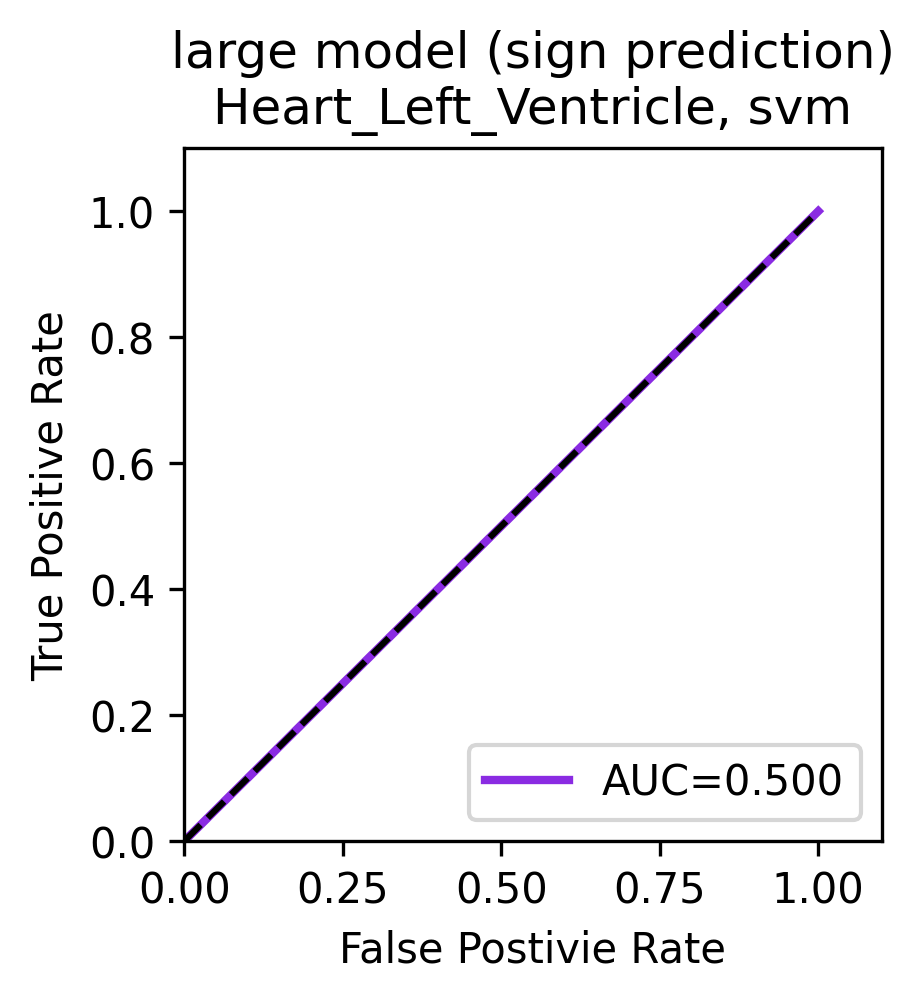 large model (sign prediction)
Heart_Left_Ventricle, svm
True Positive Rate
1.0
0.8
0.6
0.4
0.2
0.0
AUC=0.500
0.00 0.25 0.50 0.75 1.00
False Postivie Rate